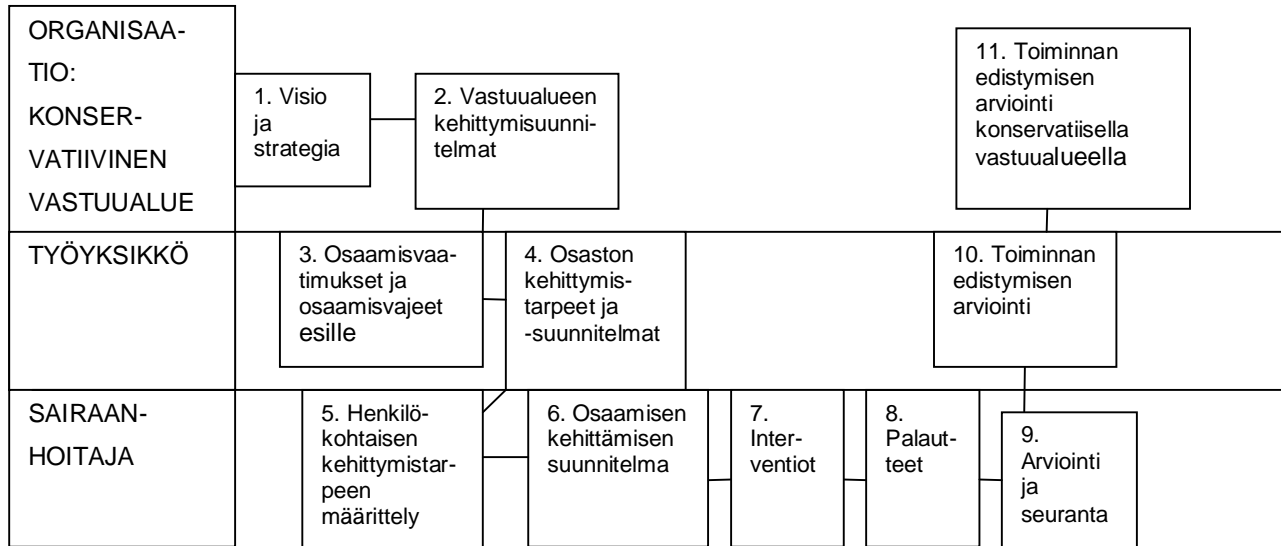 ORGANISAA-
TIO:
KONSER-
VATIIVINEN
VASTUUALUE
1. Visio
ja
strategia
2. Vastuualueen
kehittymisuunni-
telmat
11. Toiminnan
edistymisen
arviointi
konservatiisella
vastuualueella
TYÖYKSIKKÖ
3. Osaamisvaa-
timukset ja
osaamisvajeet
esille
4. Osaston
kehittymis-
tarpeet ja
-suunnitelmat
10. Toiminnan
edistymisen
arviointi
SAIRAAN-
HOITAJA
5. Henkilö-
kohtaisen
kehittymistar-
peen
määrittely
6. Osaamisen
kehittämisen
suunnitelma
7.
Inter-
ventiot
8.
Palaut-
teet
9.
Arviointi
ja
seuranta